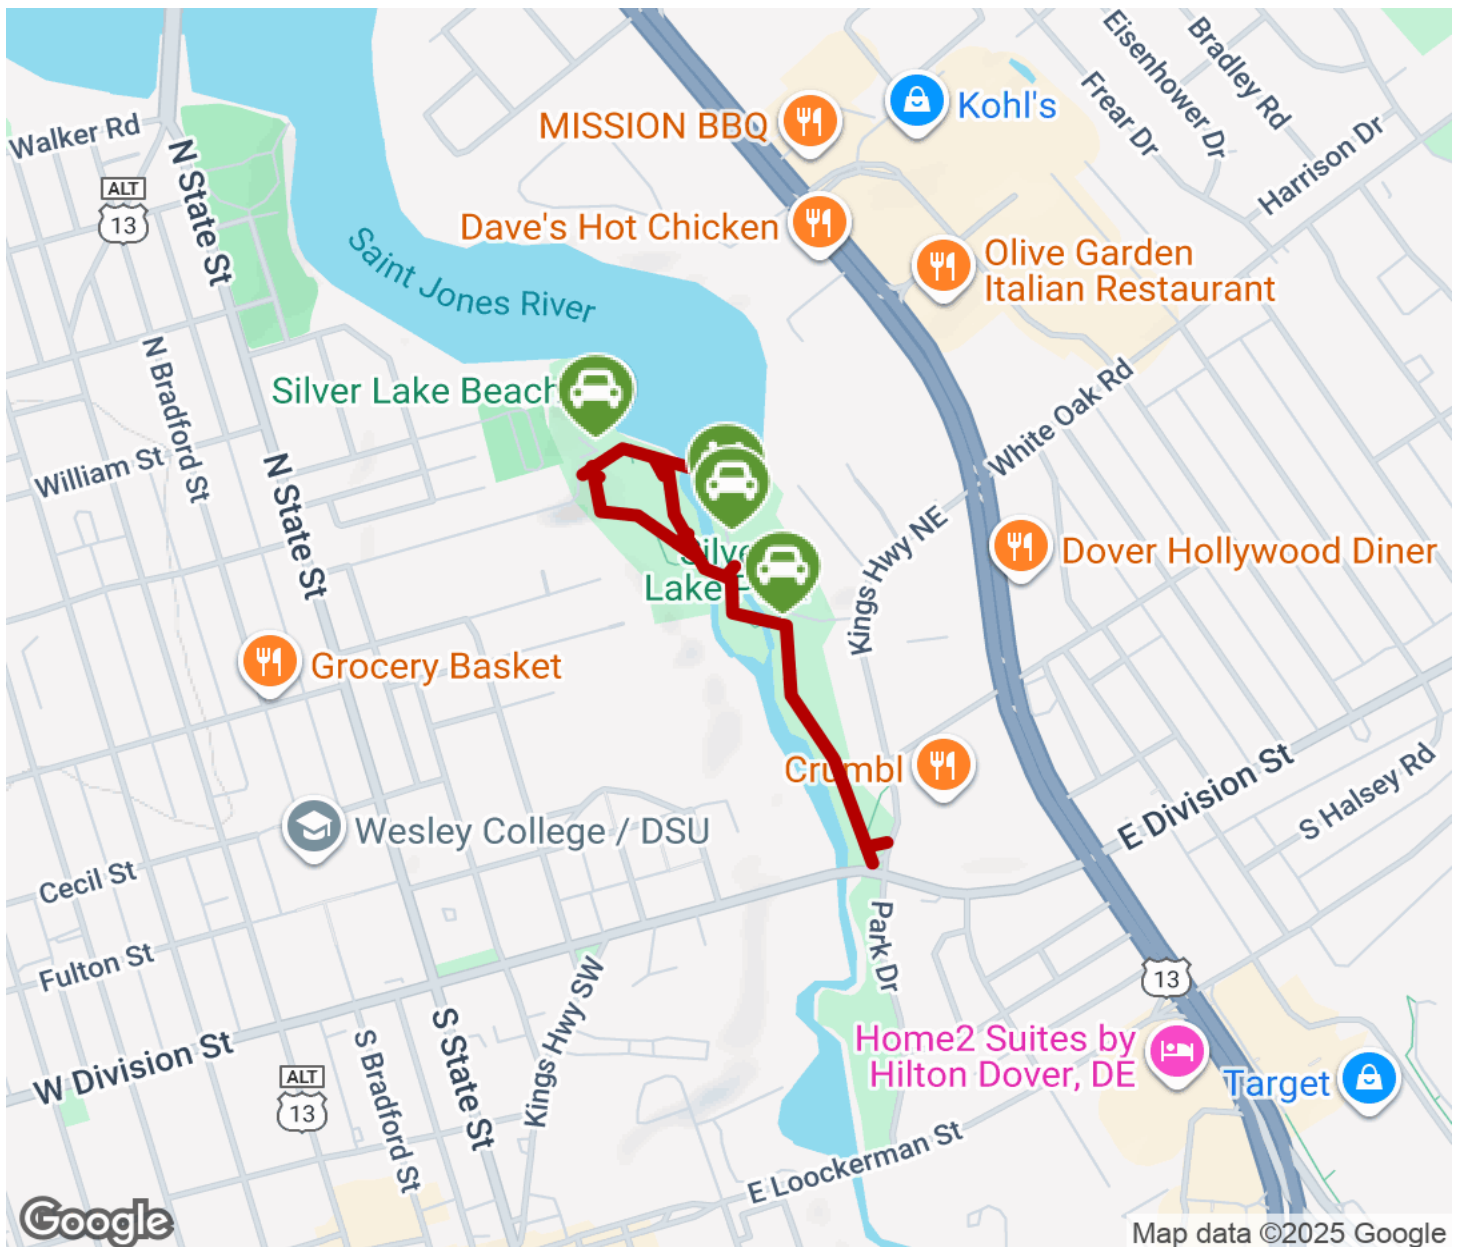 Walker Rd
ALT
13
N State St
MISSION BBQ
Kohl's
Eisenhower Dr
Bradley Rd
Frear Dr
Harrison Dr
Dave's Hot Chicken
Olive Garden
Italian Restaurant
Saint Jones River
N Bradford St
Silver Lake Beach
William St
N State St
White Oak Rd
Kings Hwy NE
Dover Hollywood Diner
Lake
Grocery Basket
Crumbl
Wesley College / DSU
E Division St
S Halsey Rd
Cecil St
Fulton St
Park Dr
13
Kings Hwy SW
W Division St
S Bradford St
S State St
ALT
13
Home2 Suites by
Hilton Dover, DE
Target
E Loockerman St
Google
Map data ©2025 Google